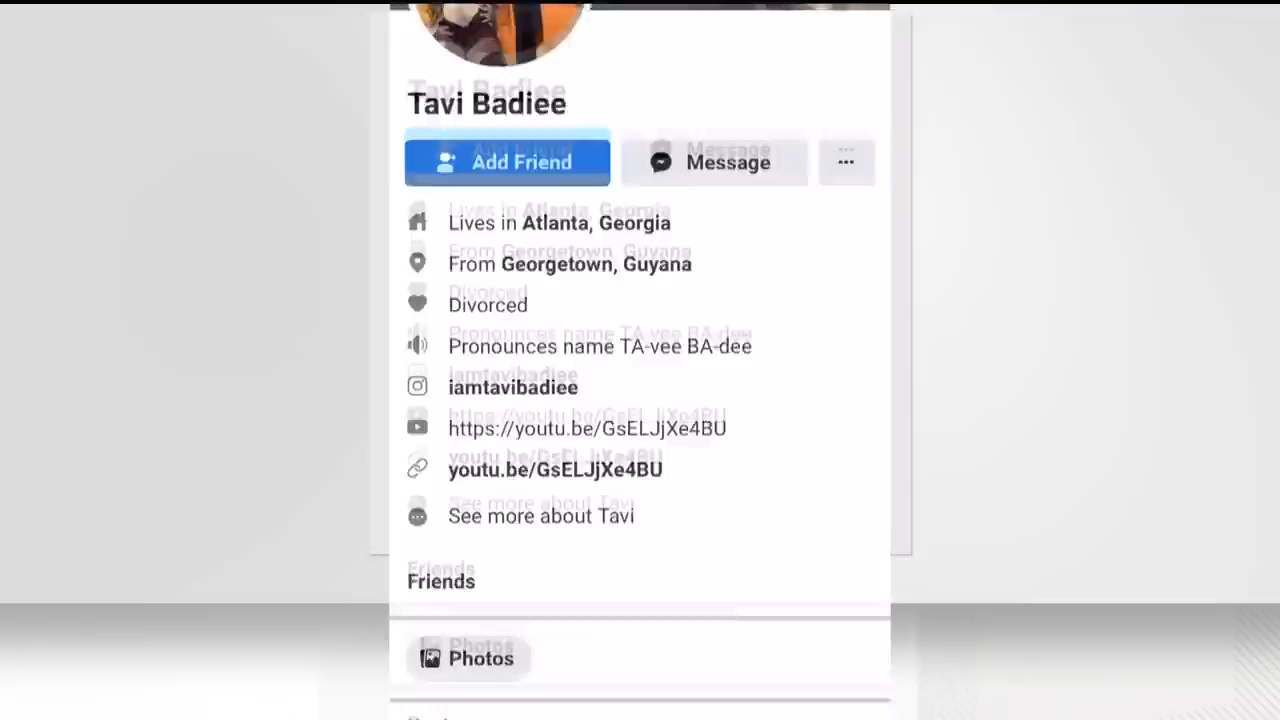 Tavi Badiee
Add Friend
Message
Lives in Atlanta, Georgia
From Georgetown, Guyana
Divorced
Pronounces name TA-vee BA-dee
iamtavibadiee
https://youtu.be/GsELJjXe4BU
youtu.be/GsELJjXe4BU
See more about Tavi
Friends
Photos